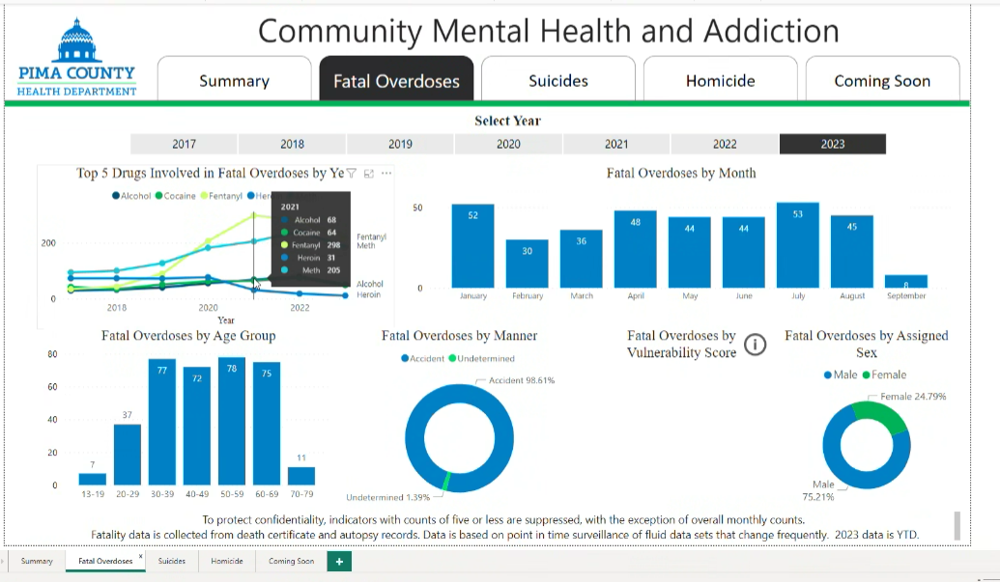 Community Mental Health and Addiction
PIMA COUNTY
HEALTH DEPARTMENT
Summary
Fatal Overdoses
Suicides
Homicide
Coming Soon
Select Year
2017 2018 2019 2020 2021 2022 2023
Top 5 Drugs Involved in Fatal Overdoses by Ye
Alcohol Cocaine Fentanyl Her
200
0
2018 2020 2022
Year
Fentanyl
Meth
Alcohol
Heroin
2021
Alcohol 68
Cocaine 64
Fentanyl 298
Heroin 31
Meth 205
Fatal Overdoses by Month
50
0
52 30 36 48 44 44 53 45 8
January February March April May June July August September
Fatal Overdoses by Age Group
80
60
40
20
0
7 37 77 72 78 75 11
13-19 20-29 30-39 40-49 50-59 60-69 70-79
Fatal Overdoses by Manner
Accident Undetermined
Accident 98.61%
Undetermined 1.39%
Fatal Overdoses by
Vulnerability Score
i
Fatal Overdoses by Assigned
Sex
Male Female
Female 24.79%
Male
75.21%
To protect confidentiality, indicators with counts of five or less are suppressed, with the exception of overall monthly counts.
Fatality data is collected from death certificate and autopsy records. Data is based on point in time surveillance of fluid data sets that change frequently. 2023 data is YTD.
Summary
Fatal Overdoses x
Suicides
Homicide
Coming Soon
+